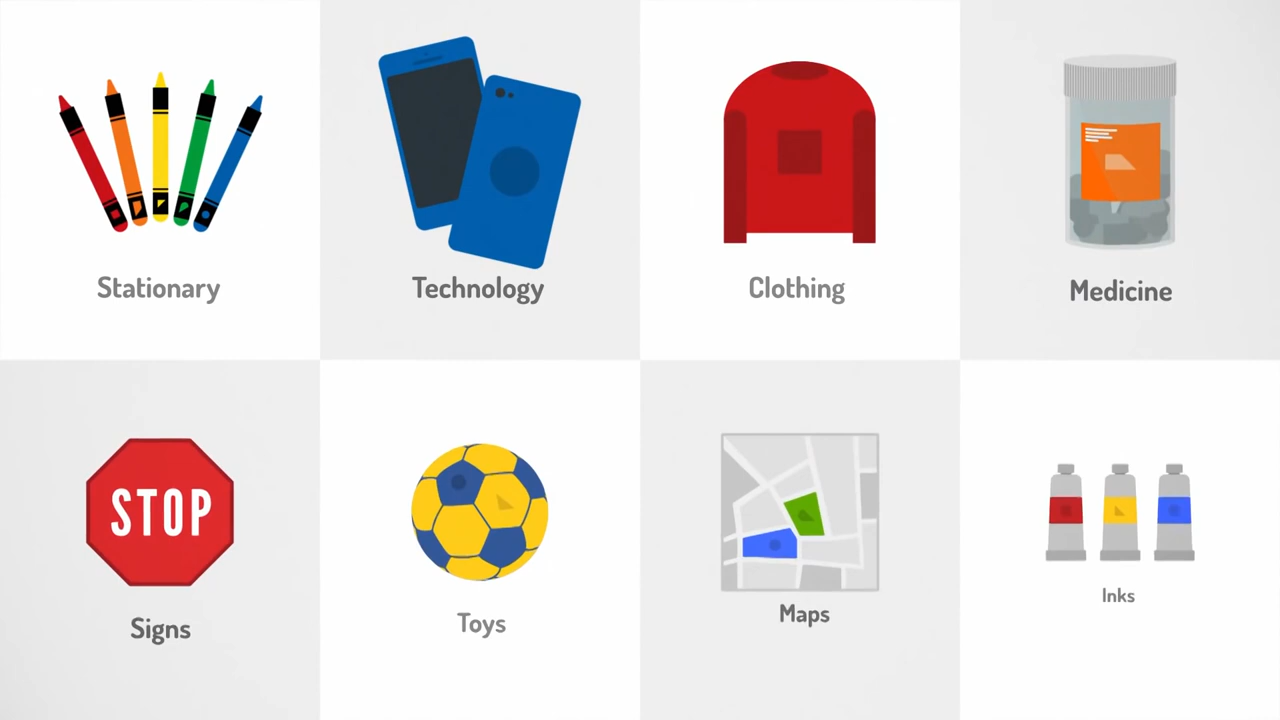 Stationary
Technology
Clothing
Medicine
STOP
Signs
Toys
Maps
Inks